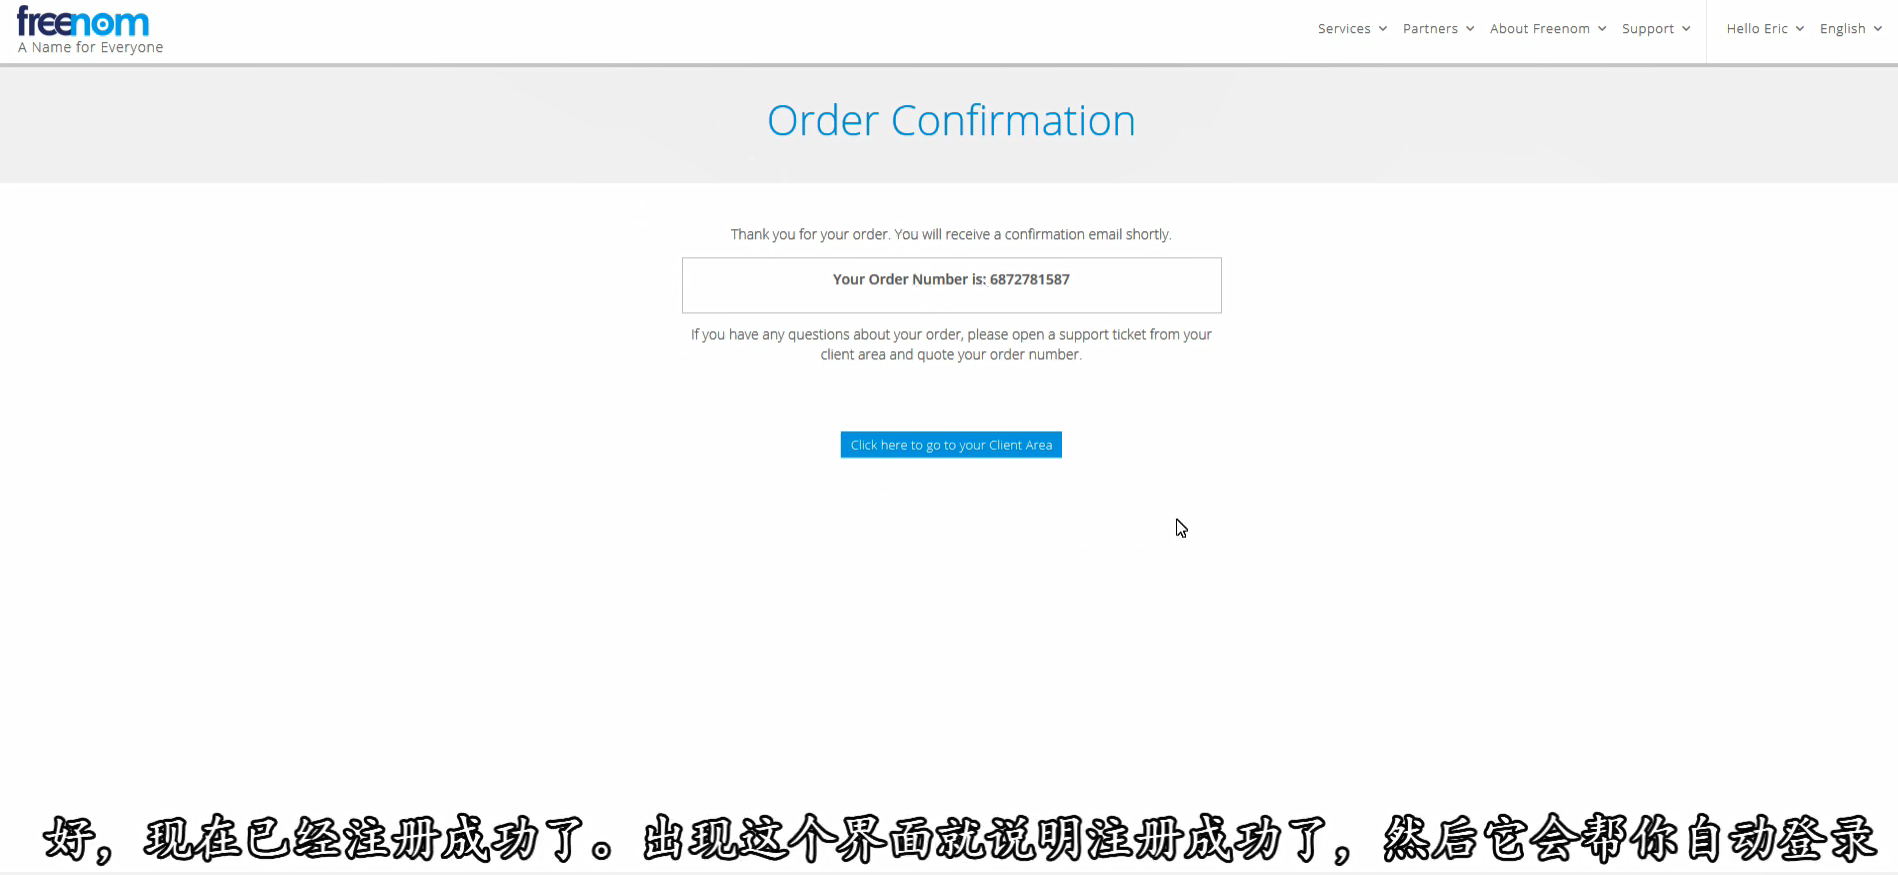 freenom
A Name for Everyone
Services Partners About Freenom Support Hello Eric English
Order Confirmation
Thank you for your order. You will receive a confirmation email shortly.
Your Order Number is: 6872781587
If you have any questions about your order, please open a support ticket from your
client area and quote your order number.
Click here to go to your Client Area
好，现在已经注册成功了。出现这个界面就说明注册成功了，然后它会帮你自动登录